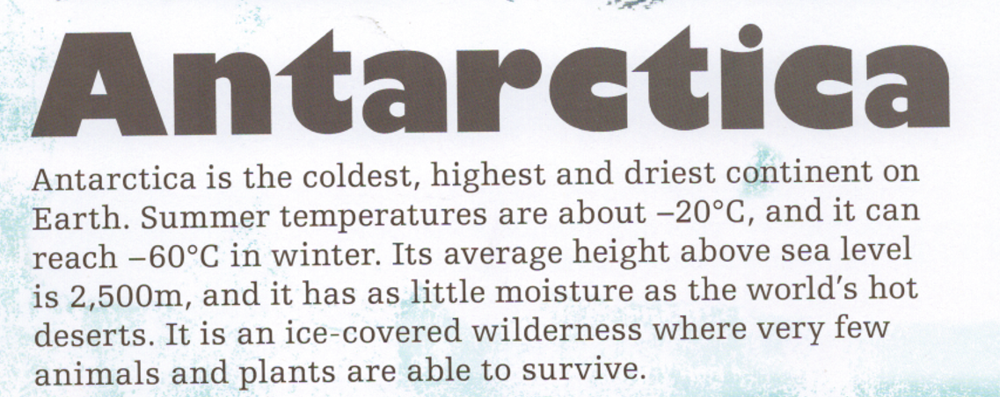 Antarctica
Antarctica is the coldest, highest and driest continent on
Earth. Summer temperatures are about –20°C, and it can
reach –60°C in winter. Its average height above sea level
is 2,500m, and it has as little moisture as the world's hot
deserts. It is an ice-covered wilderness where very few
animals and plants are able to survive.